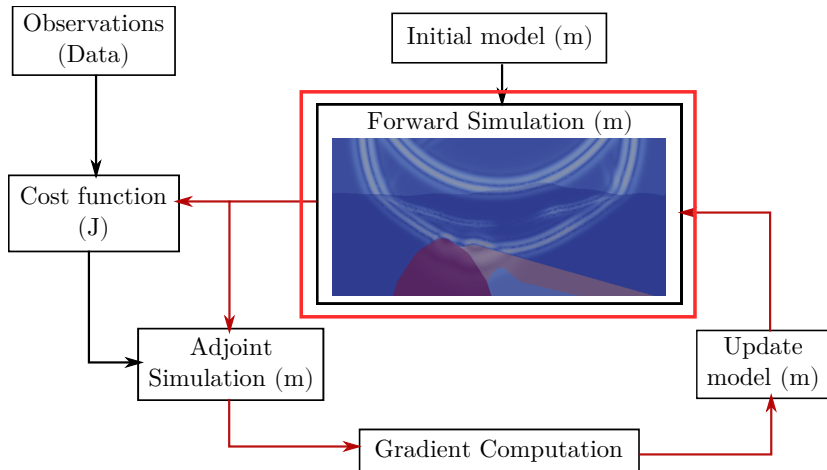 Observations
(Data)
Initial model (m)
Forward Simulation (m)
Cost function
(J)
Adjoint
Simulation (m)
Update
model (m)
Gradient Computation